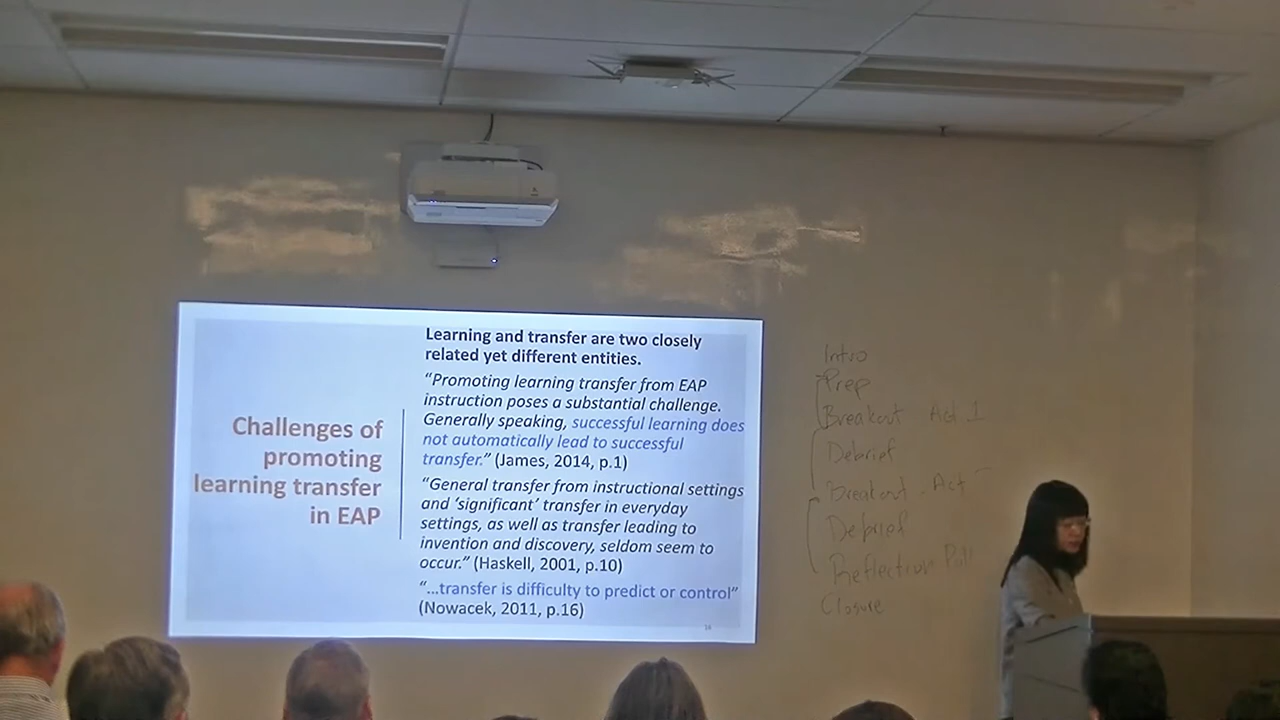 Challenges of
promoting
learning transfer
in EAP
Learning and transfer are two closely
related yet different entities.
“Promoting learning transfer from EAP
instruction poses a substantial challenge.
Generally speaking, successful learning does
not automatically lead to successful
transfer.” (James, 2014, p.1)
“General transfer from instructional settings
and ‘significant’ transfer in everyday
settings, as well as transfer leading to
invention and discovery, seldom seem to
occur.” (Haskell, 2001, p.10)
“…transfer is difficulty to predict or control”
(Nowacek, 2011, p.16)
Intro
Prep
Breakout Act. 1
Debrief
Breakout. Act
Debrief
Reflection Poll
Closure